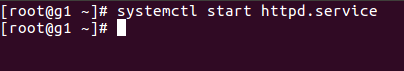 [root@g1 ~]# systemctl start httpd.service
[root@g1 ~]#